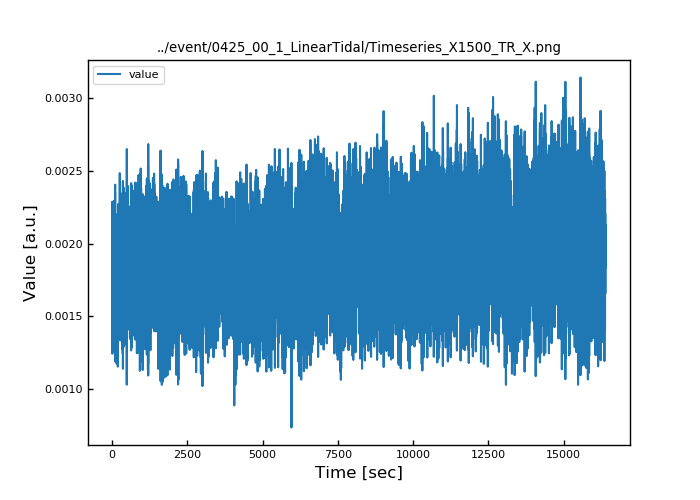 ../event/0425_00_1_LinearTidal/Timeseries_X1500_TR_X.png
value
0.0030
0.0025
0.0020
0.0015
0.0010
Value [a.u.]
0 2500 5000 7500 10000 12500 15000
Time [sec]